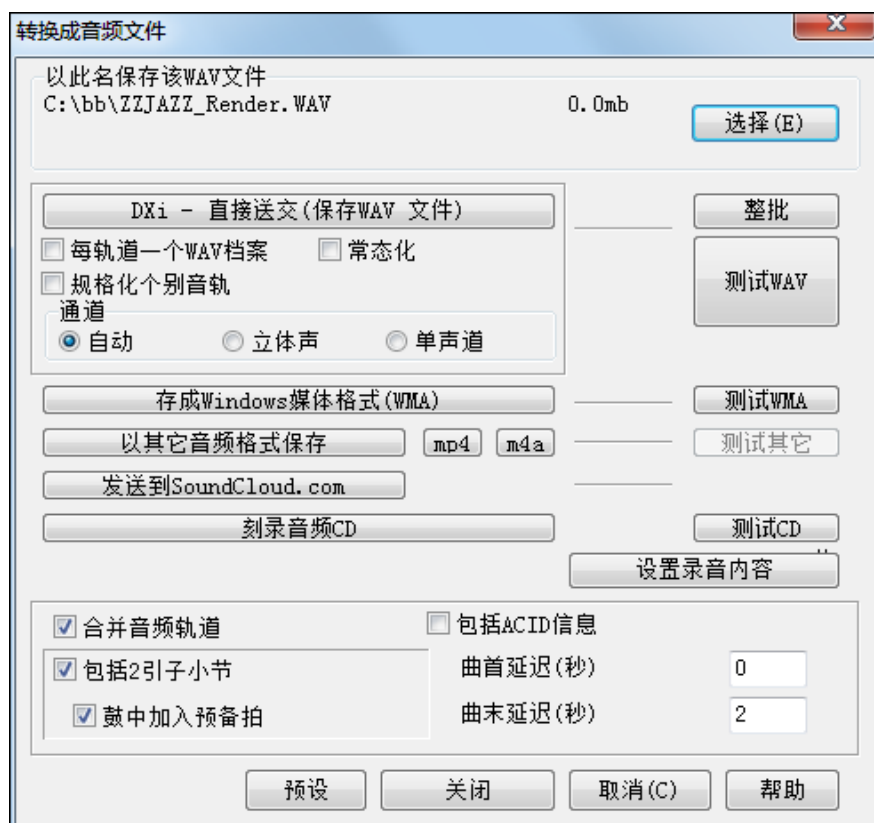 转换成音频文件
以此名保存该WAV文件
C:\bb\ZZJAZZ_Render.WAV 0.0mb
选择(E)
DXi - 直接送交(保存WAV 文件) 整批
每轨道一个WAV档案 常态化
规格化个别音轨 测试WAV
通道
自动 立体声 单声道
存成Windows媒体格式(WMA) 测试WMA
以其它音频格式保存 mp4 m4a 测试其它
发送到SoundCloud.com
刻录音频CD 测试CD
设置录音内容
合并音频轨道 包括ACID信息
包括2引子小节 曲首延迟(秒) 0
鼓中加入预备拍 曲末延迟(秒) 2
预设 关闭 取消(C) 帮助